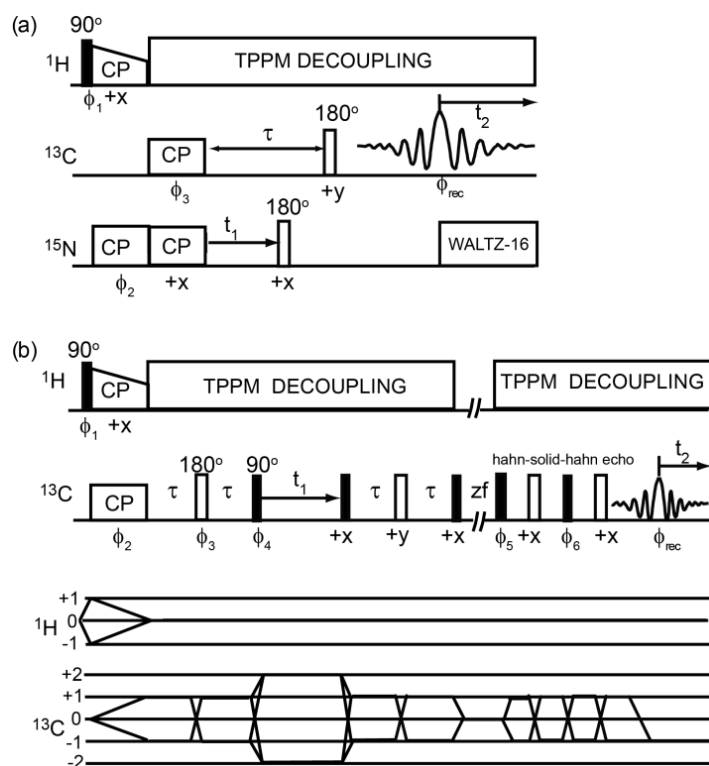 (a)
90°
¹H CP TPPM DECOUPLING
ϕ₁ +x
180° t₂
¹³C CP τ
ϕ₃ +y ϕrec
180°
¹⁵N CP CP t₁ WALTZ-16
ϕ₂ +x +x
(b)
90°
¹H CP TPPM DECOUPLING TPPM DECOUPLING
ϕ₁ +x
180° 90° hahn-solid-hahn echo t₂
¹³C CP τ τ t₁ τ τ zf
ϕ₂ ϕ₃ ϕ₄ +x +y +x ϕ₅ +x ϕ₆ +x ϕrec
+1
¹H 0
-1
+2
+1
¹³C 0
-1
-2